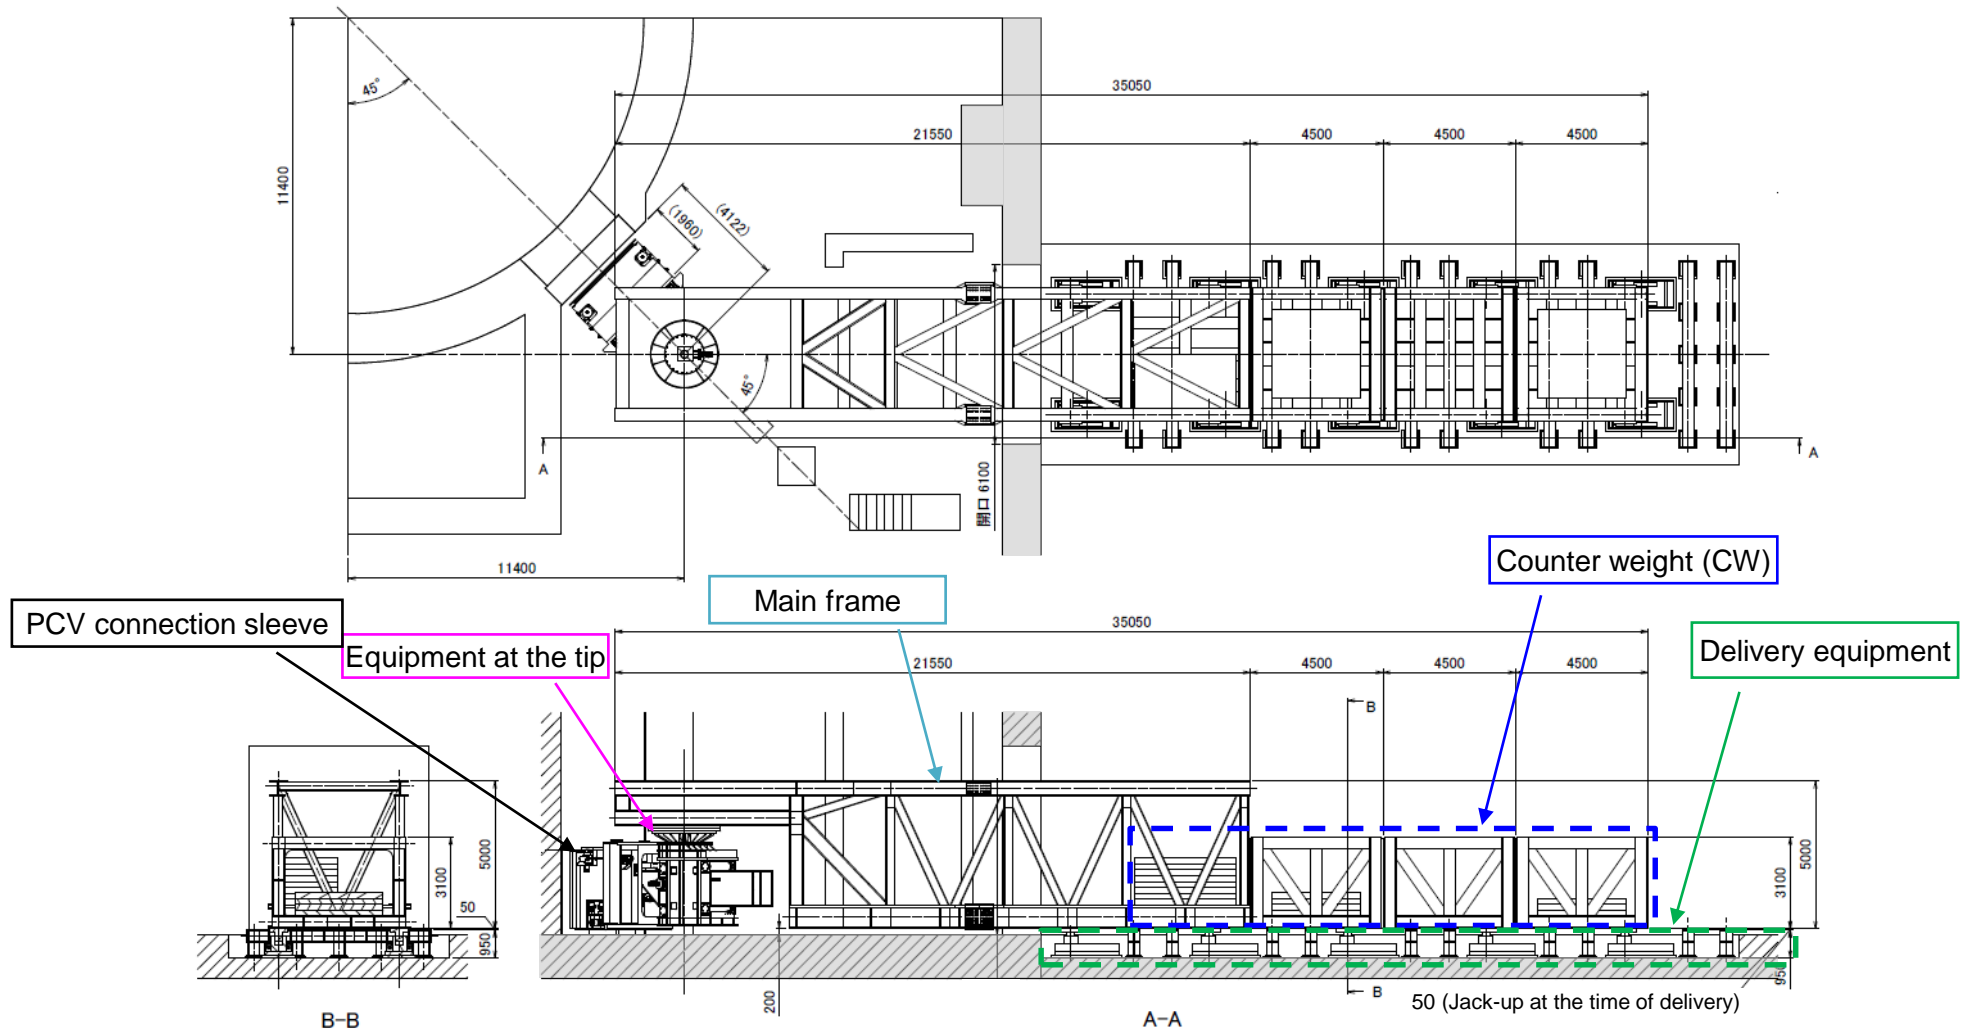 45°
35050
21550
4500
4500
4500
11400
(1960)
(4122)
45°
A
A
開口 6100
11400
Counter weight (CW)
Main frame
PCV connection sleeve
Equipment at the tip
Delivery equipment
35050
21550
4500
4500
4500
B
5000
3100
50
950
5000
3100
950
200
B
50 (Jack-up at the time of delivery)
B-B
A-A